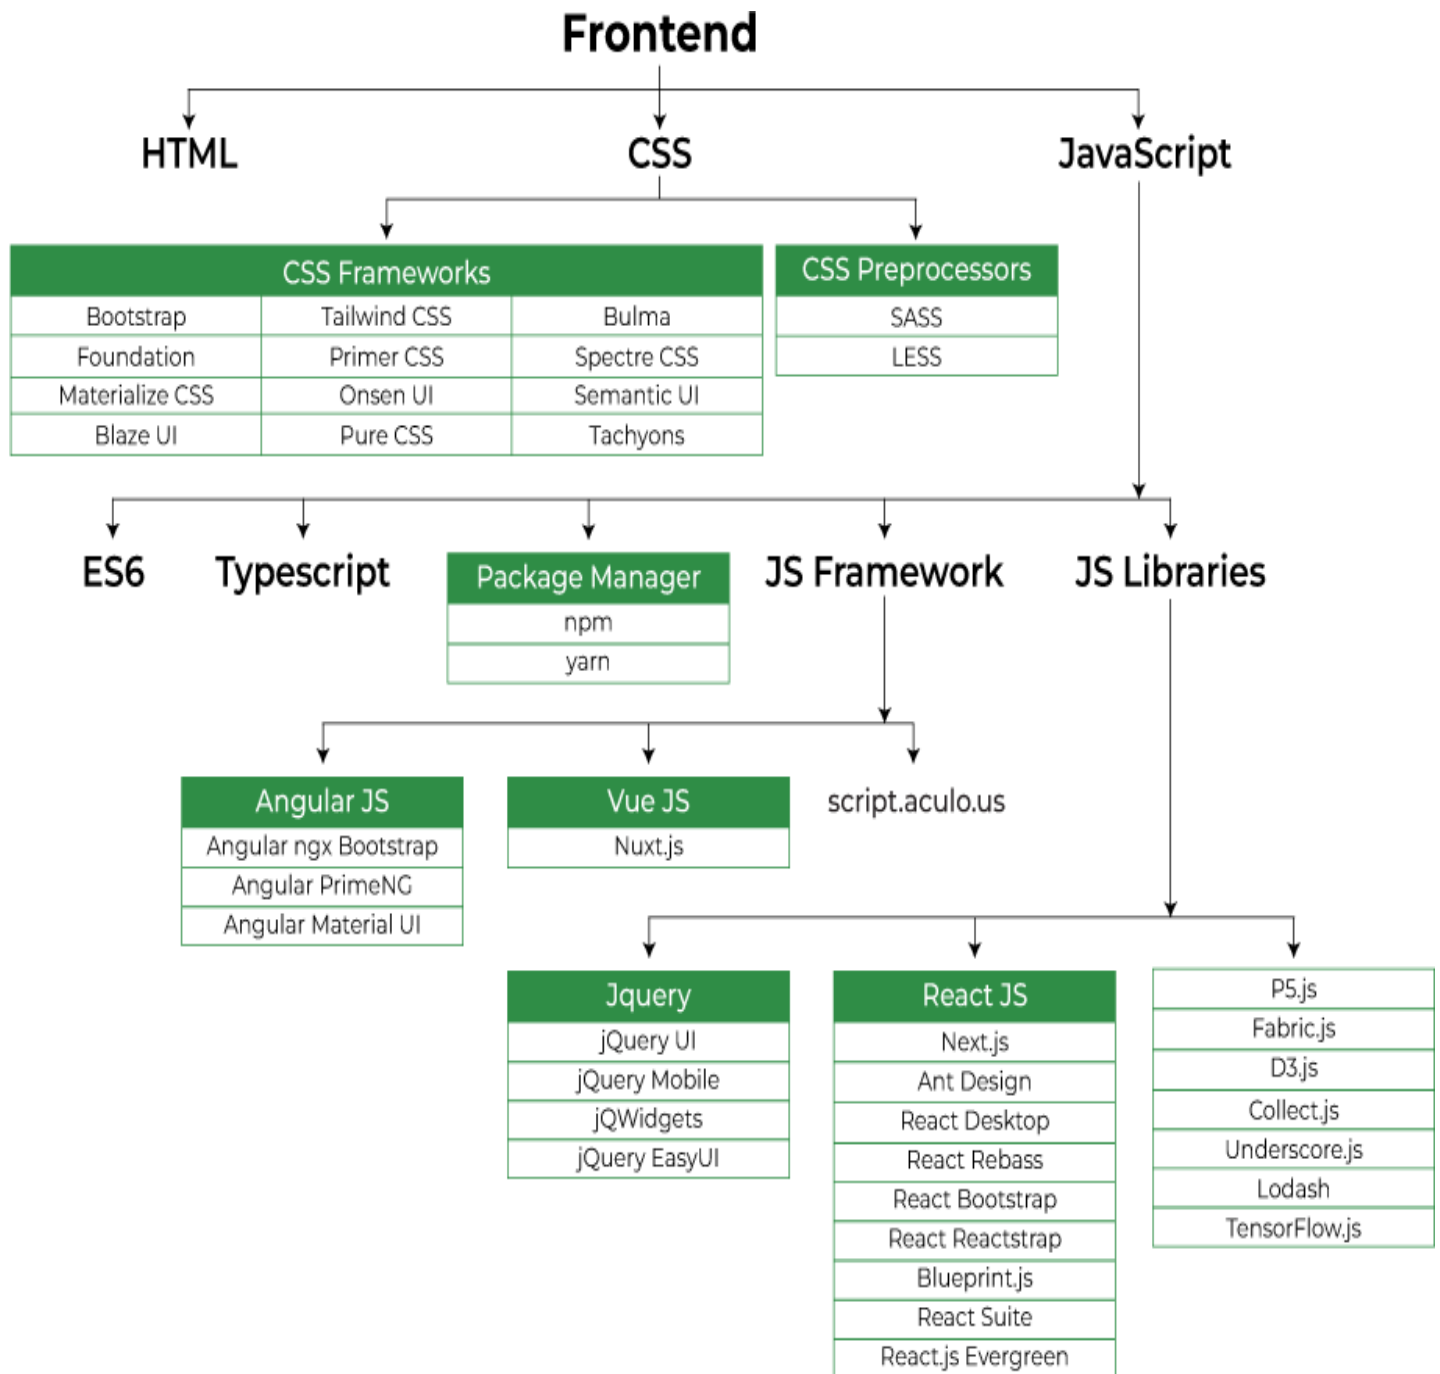 Frontend
HTML CSS JavaScript
CSS Frameworks
Bootstrap Tailwind CSS Bulma
Foundation Primer CSS Spectre CSS
Materialize CSS Onsen UI Semantic UI
Blaze UI Pure CSS Tachyons
CSS Preprocessors
SASS
LESS
ES6 Typescript
Package Manager
npm
yarn
JS Framework JS Libraries
Angular JS
Angular ngx Bootstrap
Angular PrimeNG
Angular Material UI
Vue JS
Nuxt.js
script.aculo.us
Jquery
jQuery UI
jQuery Mobile
jQWidgets
jQuery EasyUI
React JS
Next.js
Ant Design
React Desktop
React Rebass
React Bootstrap
React Reactstrap
Blueprint.js
React Suite
React.js Evergreen
P5.js
Fabric.js
D3.js
Collect.js
Underscore.js
Lodash
TensorFlow.js